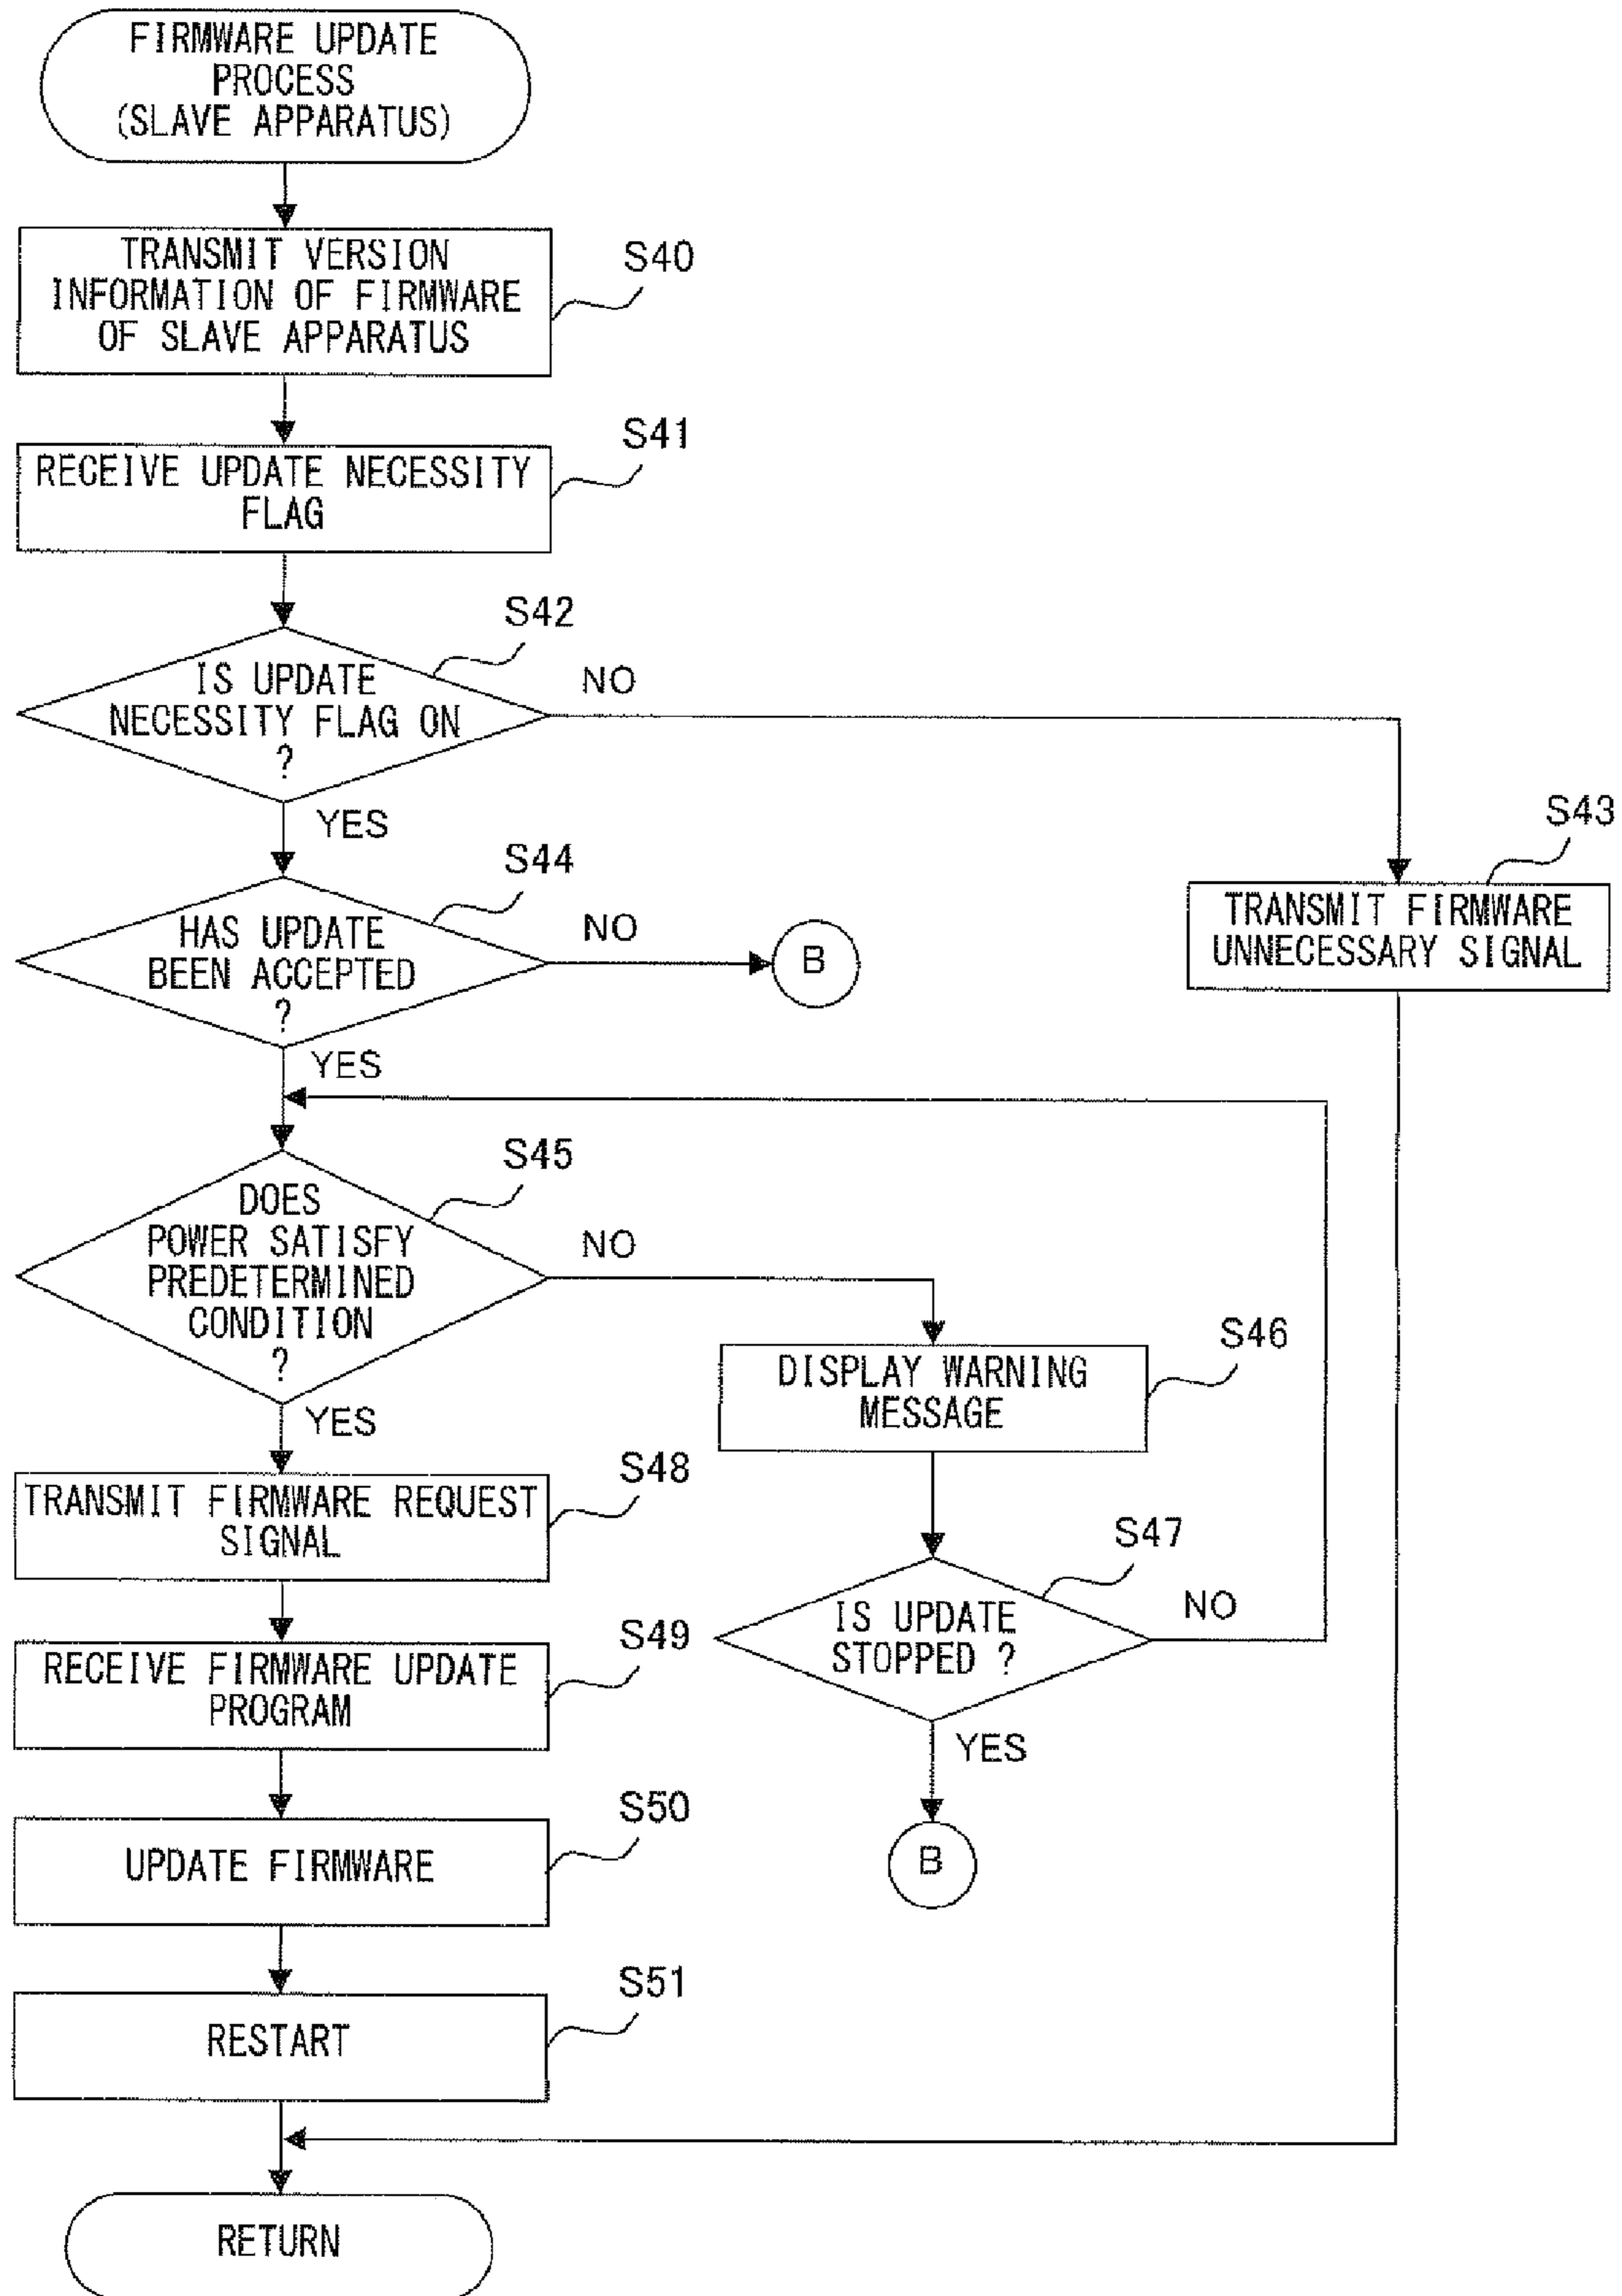 FIRMWARE UPDATE
PROCESS
(SLAVE APPARATUS)
TRANSMIT VERSION
INFORMATION OF FIRMWARE
OF SLAVE APPARATUS
S40
RECEIVE UPDATE NECESSITY
FLAG
S41
IS UPDATE
NECESSITY FLAG ON
?
S42
NO
YES
S43
TRANSMIT FIRMWARE
UNNECESSARY SIGNAL
S44
HAS UPDATE
BEEN ACCEPTED
?
NO
B
YES
S45
DOES
POWER SATISFY
PREDETERMINED
CONDITION
?
NO
YES
S46
DISPLAY WARNING
MESSAGE
S47
IS UPDATE
STOPPED ?
NO
YES
B
S48
TRANSMIT FIRMWARE REQUEST
SIGNAL
S49
RECEIVE FIRMWARE UPDATE
PROGRAM
S50
UPDATE FIRMWARE
S51
RESTART
RETURN